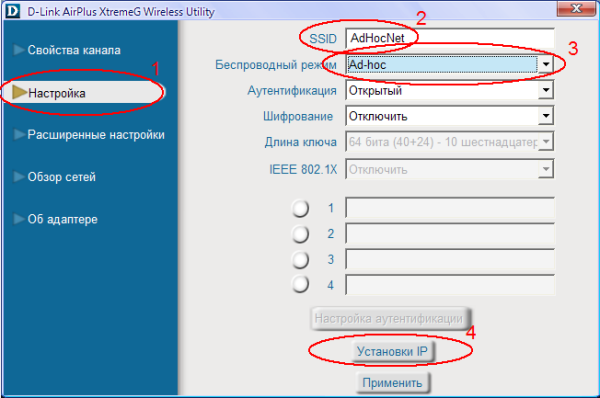 D D-Link AirPlus XtremeG Wireless Utility
Свойства канала
1
Настройка
Расширенные настройки
Обзор сетей
Об адаптере
SSID AdHocNet 2
Беспроводный режим Ad-hoc 3
Аутентификация Открытый
Шифрование Отключить
Длина ключа 64 бита (40+24) - 10 шестнадцатер
IEEE 802.1X Отключить
1
2
3
4
Настройка аутентификации
4
Установки IP
Применить